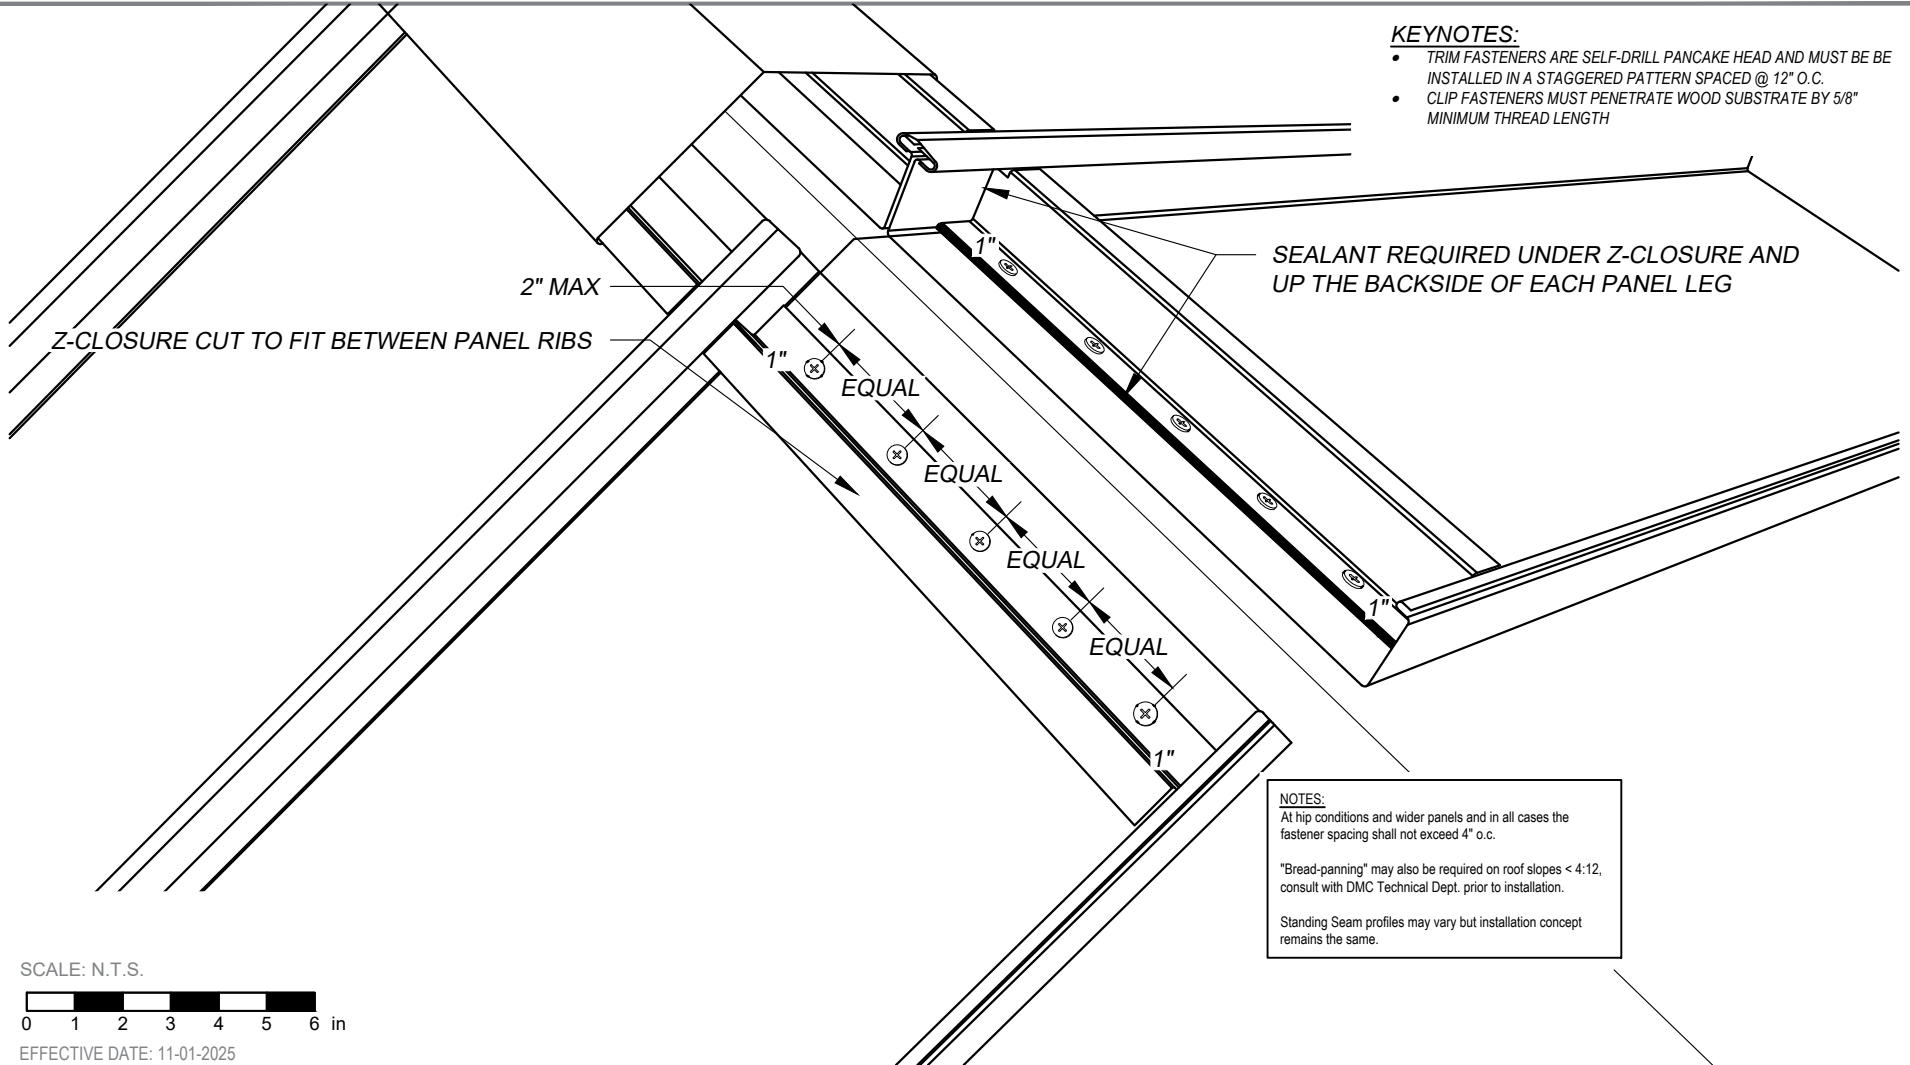 KEYNOTES:
• TRIM FASTENERS ARE SELF-DRILL PANCAKE HEAD AND MUST BE BE
INSTALLED IN A STAGGERED PATTERN SPACED @ 12" O.C.
• CLIP FASTENERS MUST PENETRATE WOOD SUBSTRATE BY 5/8"
MINIMUM THREAD LENGTH
1"
SEALANT REQUIRED UNDER Z-CLOSURE AND
UP THE BACKSIDE OF EACH PANEL LEG
2" MAX
Z-CLOSURE CUT TO FIT BETWEEN PANEL RIBS
1"
EQUAL
EQUAL
EQUAL
1"
EQUAL
1"
NOTES:
At hip conditions and wider panels and in all cases the
fastener spacing shall not exceed 4" o.c.
"Bread-panning" may also be required on roof slopes < 4:12,
consult with DMC Technical Dept. prior to installation.
Standing Seam profiles may vary but installation concept
remains the same.
SCALE: N.T.S.
0 1 2 3 4 5 6 in
EFFECTIVE DATE: 11-01-2025